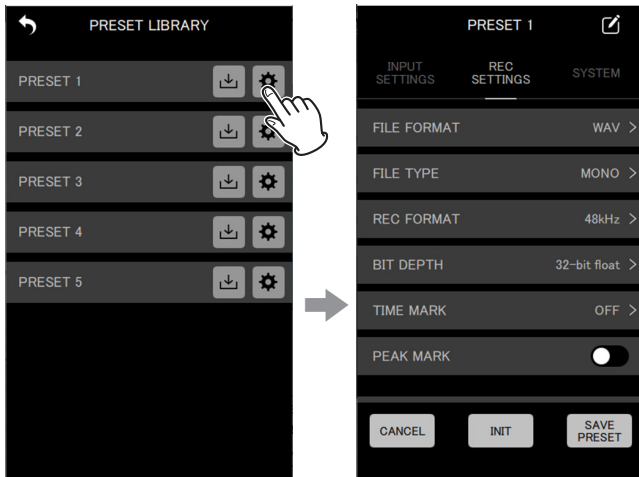 PRESET LIBRARY
PRESET 1
PRESET 2
PRESET 3
PRESET 4
PRESET 5
PRESET 1
INPUT SETTINGS
REC SETTINGS
SYSTEM
FILE FORMAT WAV >
FILE TYPE MONO >
REC FORMAT 48kHz >
BIT DEPTH 32-bit float >
TIME MARK OFF >
PEAK MARK
CANCEL
INIT
SAVE PRESET